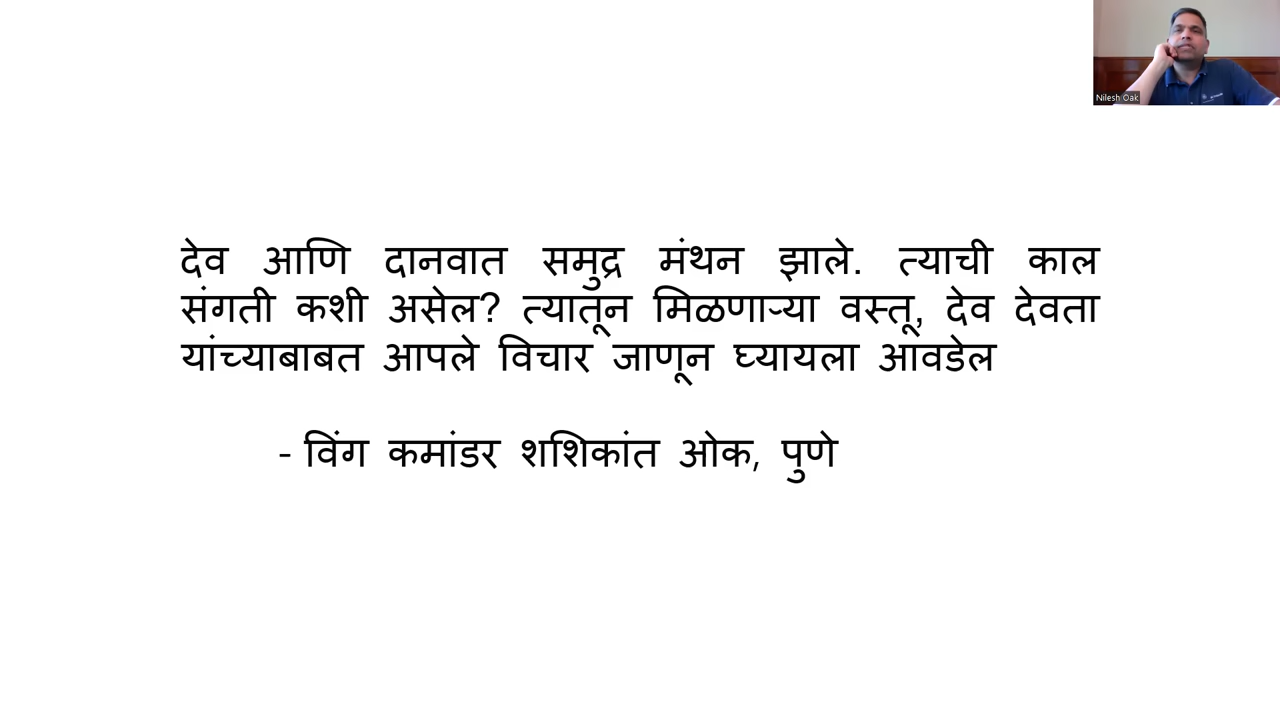 Nilesh Oak
देव आणि दानवात समुद्र मंथन झाले. त्याची काल
संगती कशी असेल? त्यातून मिळणाऱ्या वस्तू, देव देवता
यांच्याबाबत आपले विचार जाणून घ्यायला आवडेल
- विंग कमांडर शशिकांत ओक, पुणे